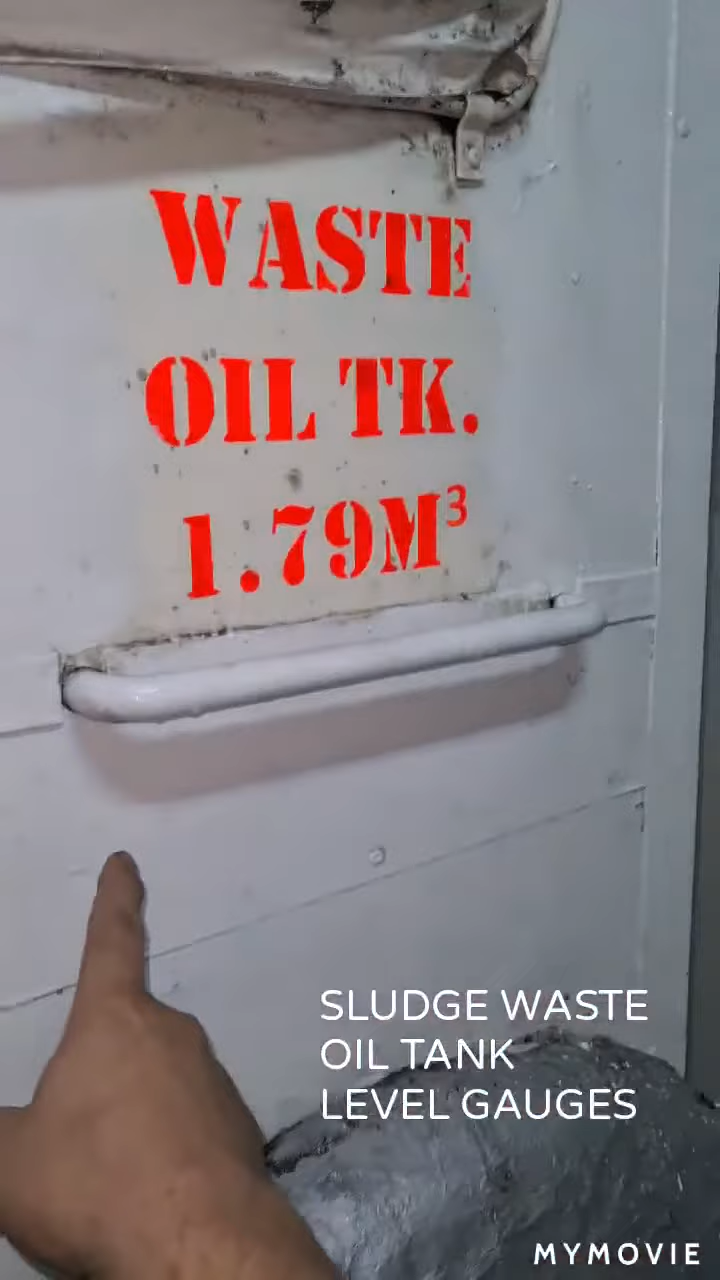 WASTE
OIL TK.
1.79M³
SLUDGE WASTE
OIL TANK
LEVEL GAUGES
MYMOVIE